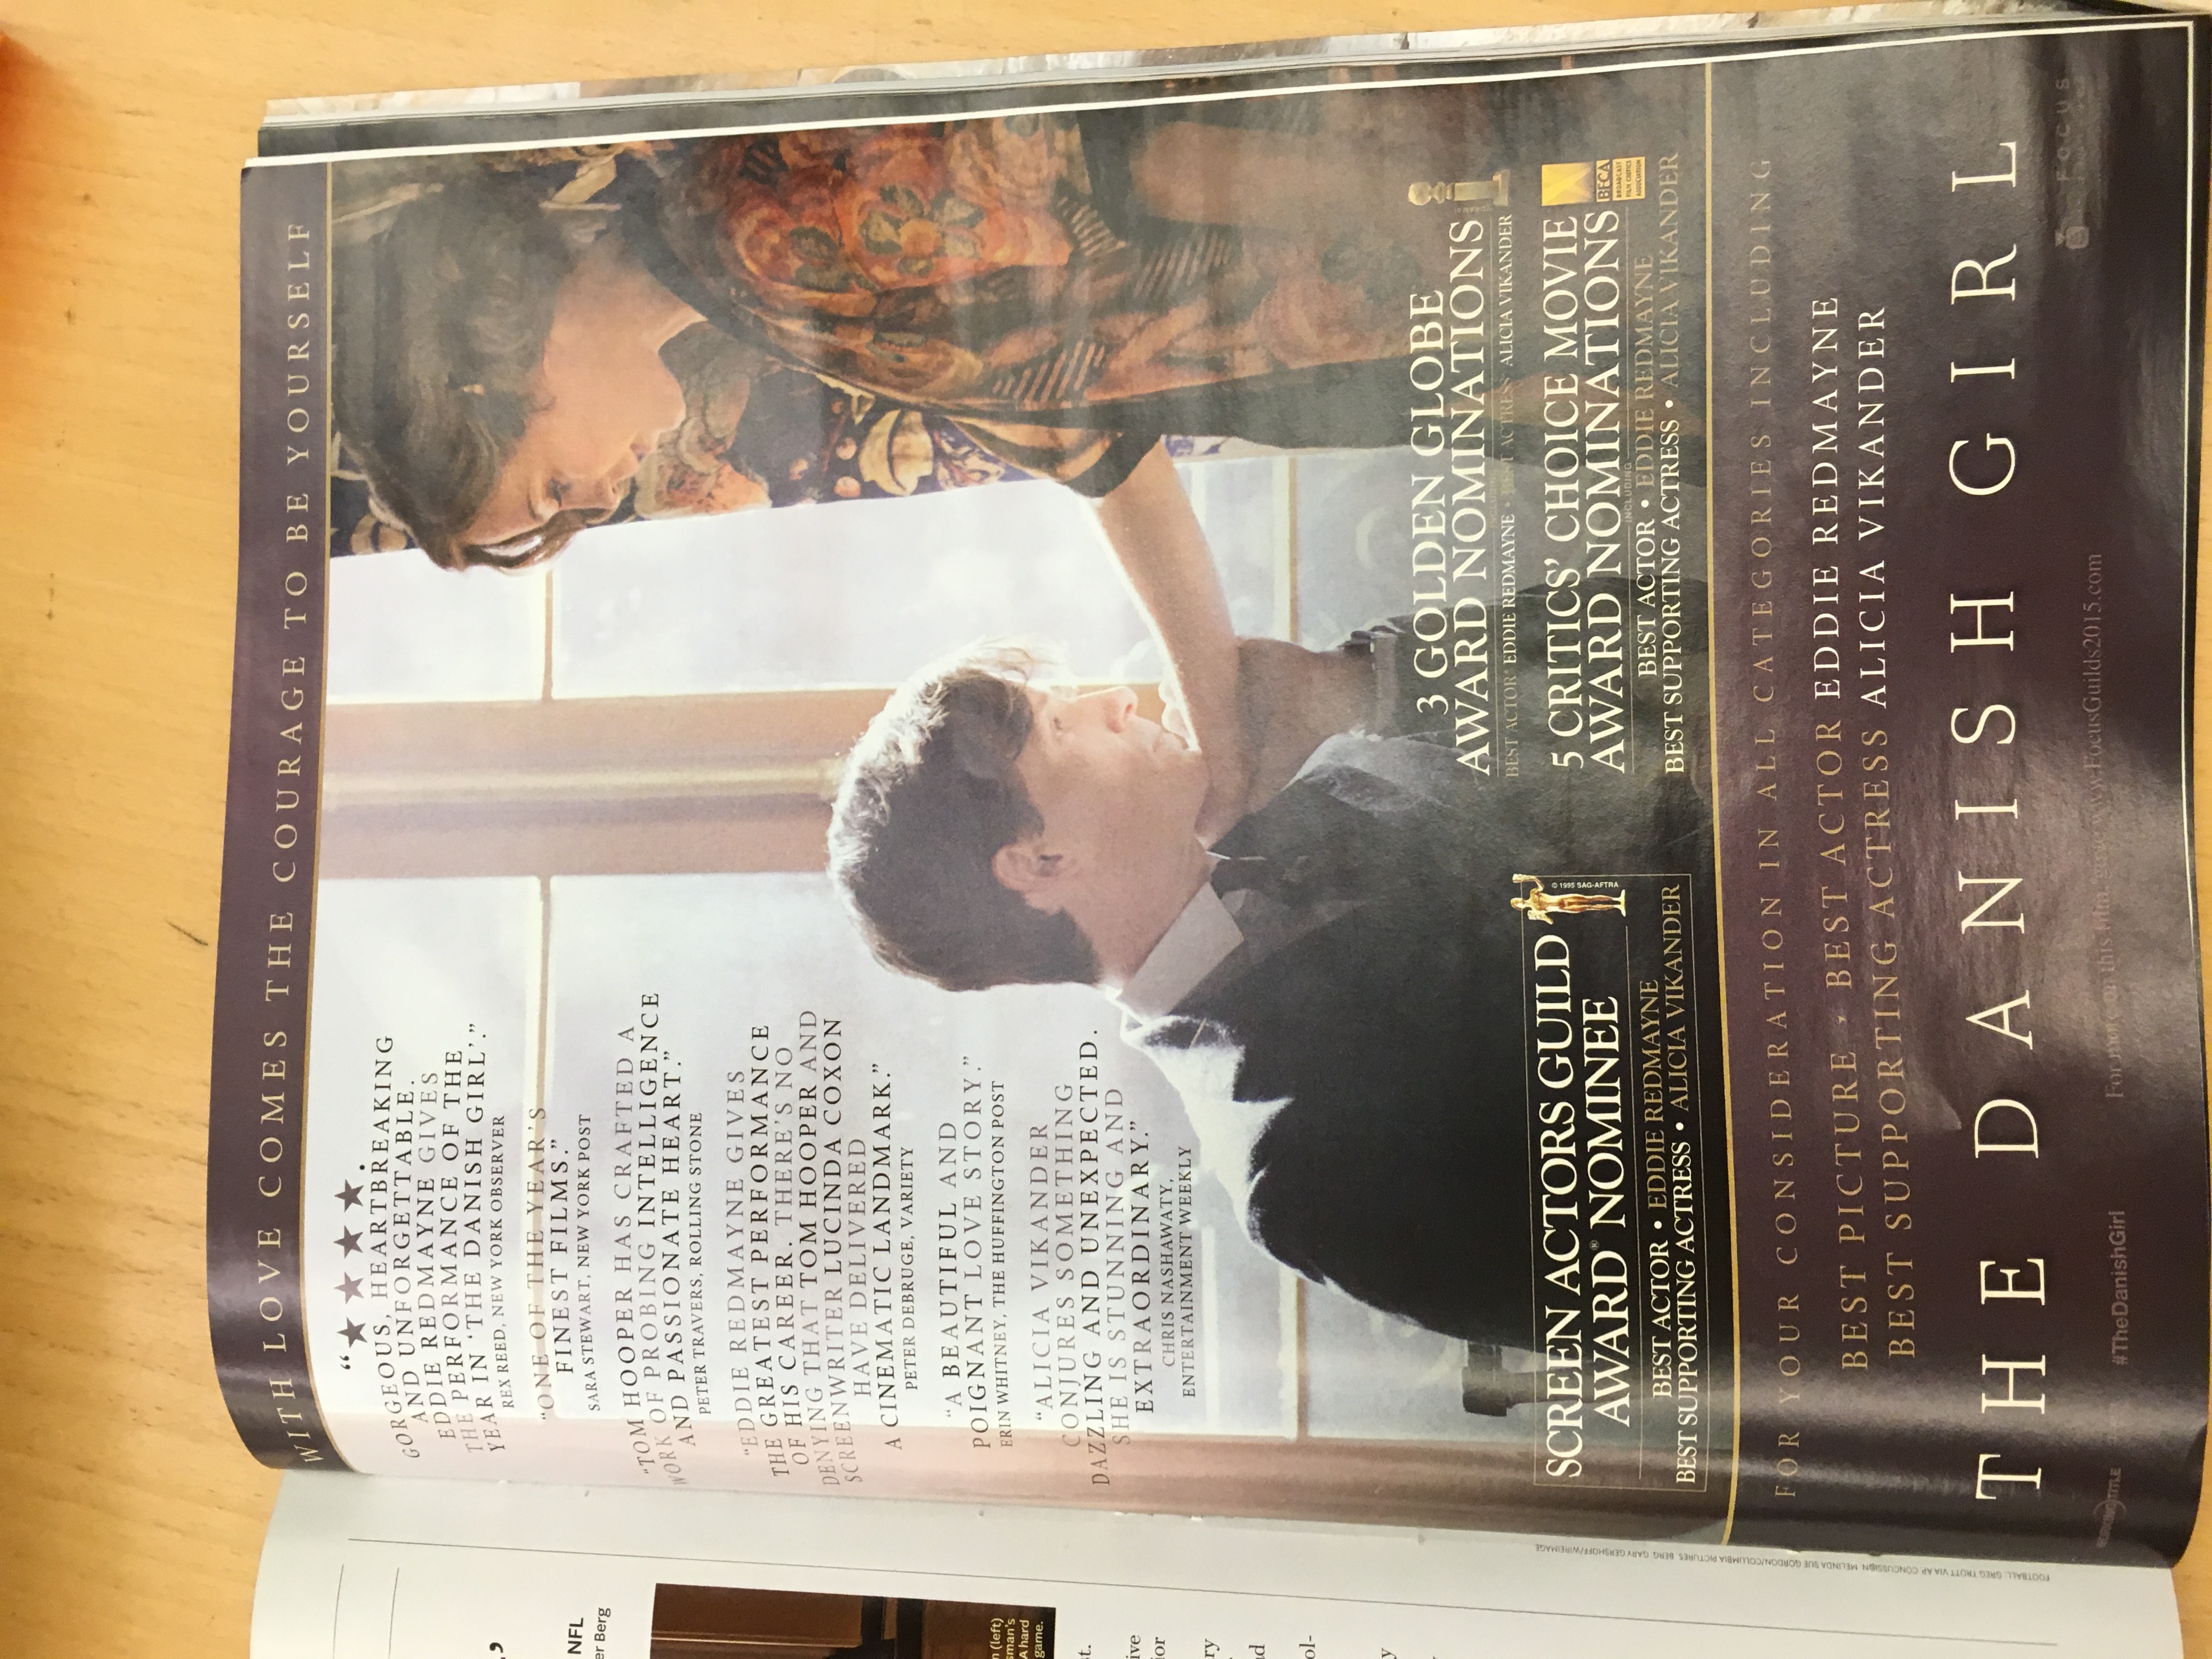 ,’
NFL
er Berg
n (left)
sman's
A hard
game.
st.
ive
ior
ry
ad
ol-
y
FOOTBALL: GREG TROTT VIA AP. CONCUSSION: MELINDA SUE GORDON/COLUMBIA PICTURES. BERG: GARY GERSHOFF/WIREIMAGE
WITH LOVE COMES THE COURAGE TO BE YOURSELF
“★★★★.
GORGEOUS, HEARTBREAKING
AND UNFORGETTABLE.
EDDIE REDMAYNE GIVES
THE PERFORMANCE OF THE
YEAR IN ‘THE DANISH GIRL’.”
REX REED, NEW YORK OBSERVER
“ONE OF THE YEAR’S
FINEST FILMS.”
SARA STEWART, NEW YORK POST
“TOM HOOPER HAS CRAFTED A
WORK OF PROBING INTELLIGENCE
AND PASSIONATE HEART.”
PETER TRAVERS, ROLLING STONE
“EDDIE REDMAYNE GIVES
THE GREATEST PERFORMANCE
OF HIS CAREER. THERE’S NO
DENYING THAT TOM HOOPER AND
SCREENWRITER LUCINDA COXON
HAVE DELIVERED
A CINEMATIC LANDMARK.”
PETER DEBRUGE, VARIETY
“A BEAUTIFUL AND
POIGNANT LOVE STORY.”
ERIN WHITNEY, THE HUFFINGTON POST
“ALICIA VIKANDER
CONJURES SOMETHING
DAZZLING AND UNEXPECTED.
SHE IS STUNNING AND
EXTRAORDINARY.”
CHRIS NASHAWATY,
ENTERTAINMENT WEEKLY
3 GOLDEN GLOBE
AWARD NOMINATIONS
INCLUDING
BEST ACTOR EDDIE REDMAYNE • BEST ACTRESS ALICIA VIKANDER
SCREEN ACTORS GUILD
AWARD® NOMINEE
© 1995 SAG-AFTRA
BEST ACTOR • EDDIE REDMAYNE
BEST SUPPORTING ACTRESS • ALICIA VIKANDER
5 CRITICS’ CHOICE MOVIE
AWARD NOMINATIONS
BFCA
BROADCAST
FILM CRITICS
ASSOCIATION
INCLUDING
BEST ACTOR • EDDIE REDMAYNE
BEST SUPPORTING ACTRESS • ALICIA VIKANDER
FOR YOUR CONSIDERATION IN ALL CATEGORIES INCLUDING
BEST PICTURE • BEST ACTOR EDDIE REDMAYNE
BEST SUPPORTING ACTRESS ALICIA VIKANDER
THE DANISH GIRL
WORKING TITLE
#TheDanishGirl
For more on this film, go to www.FocusGuilds2015.com
FOCUS